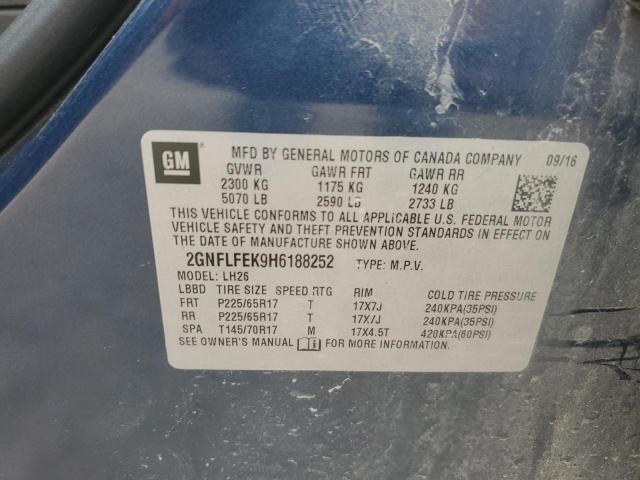 GM
MFD BY GENERAL MOTORS OF CANADA COMPANY 09/16
GVWR GAWR FRT GAWR RR
2300 KG 1175 KG 1240 KG
5070 LB 2590 LB 2733 LB
THIS VEHICLE CONFORMS TO ALL APPLICABLE U.S. FEDERAL MOTOR
VEHICLE SAFETY AND THEFT PREVENTION STANDARDS IN EFFECT ON
THE DATE OF MANUFACTURE SHOWN ABOVE.
2GNFLFEK9H6188252 TYPE: M.P.V.
MODEL: LH26
LBBD TIRE SIZE SPEED RTG RIM COLD TIRE PRESSURE
FRT P225/65R17 T 17X7J 240KPA(35PSI)
RR P225/65R17 T 17X7J 240KPA(35PSI)
SPA T145/70R17 M 17X4.5T 420KPA(60PSI)
SEE OWNER'S MANUAL FOR MORE INFORMATION